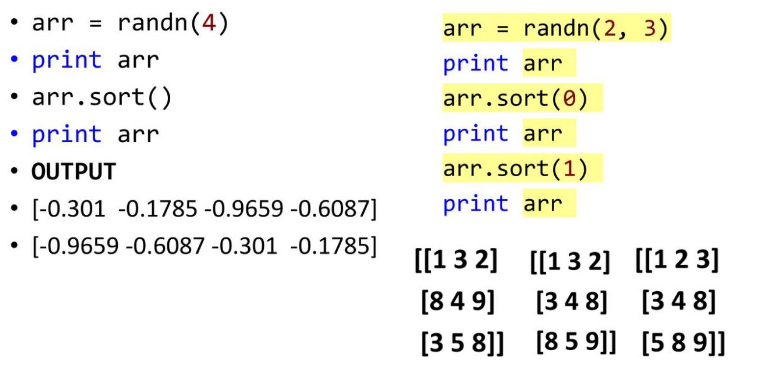 • arr = randn(4)
• print arr
• arr.sort()
• print arr
• OUTPUT
• [-0.301 -0.1785 -0.9659 -0.6087]
• [-0.9659 -0.6087 -0.301 -0.1785]
arr = randn(2, 3)
print arr
arr.sort(0)
print arr
arr.sort(1)
print arr
[[1 3 2] [[1 3 2] [[1 2 3]
[8 4 9] [3 4 8] [3 4 8]
[3 5 8]] [8 5 9]] [5 8 9]]